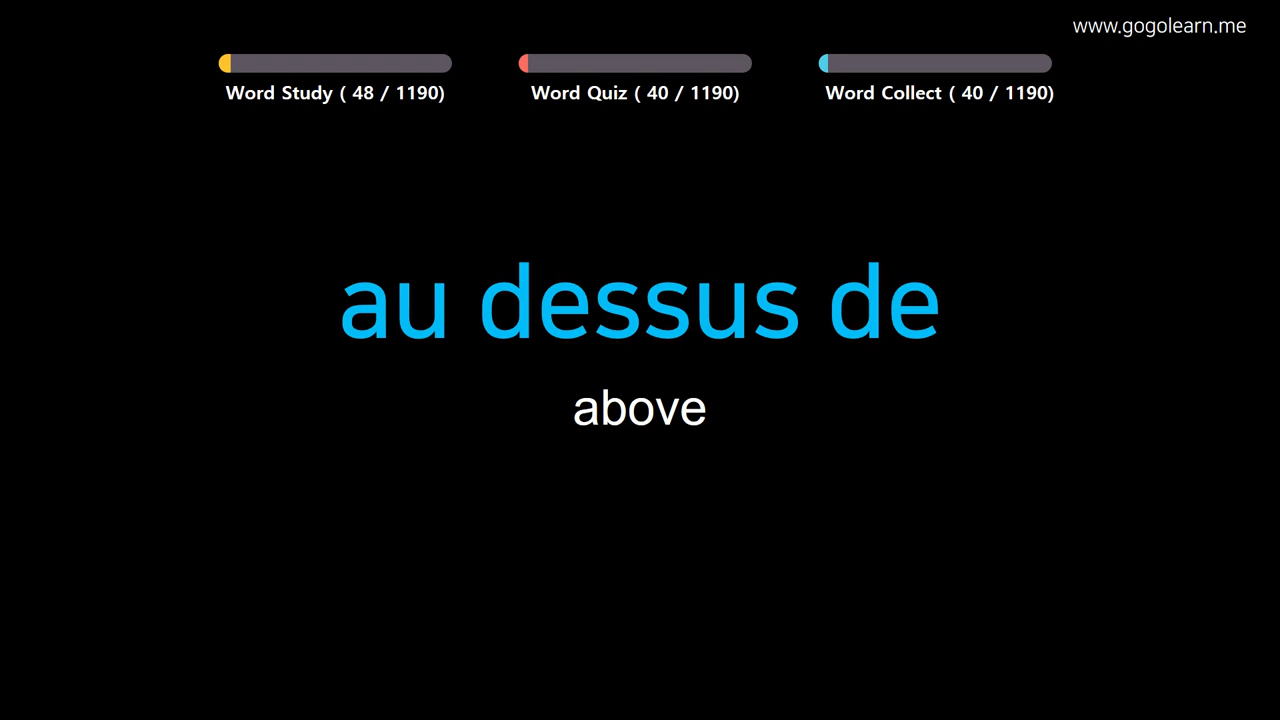 www.gogolearn.me
Word Study ( 48 / 1190)
Word Quiz ( 40 / 1190)
Word Collect ( 40 / 1190)
au dessus de
above